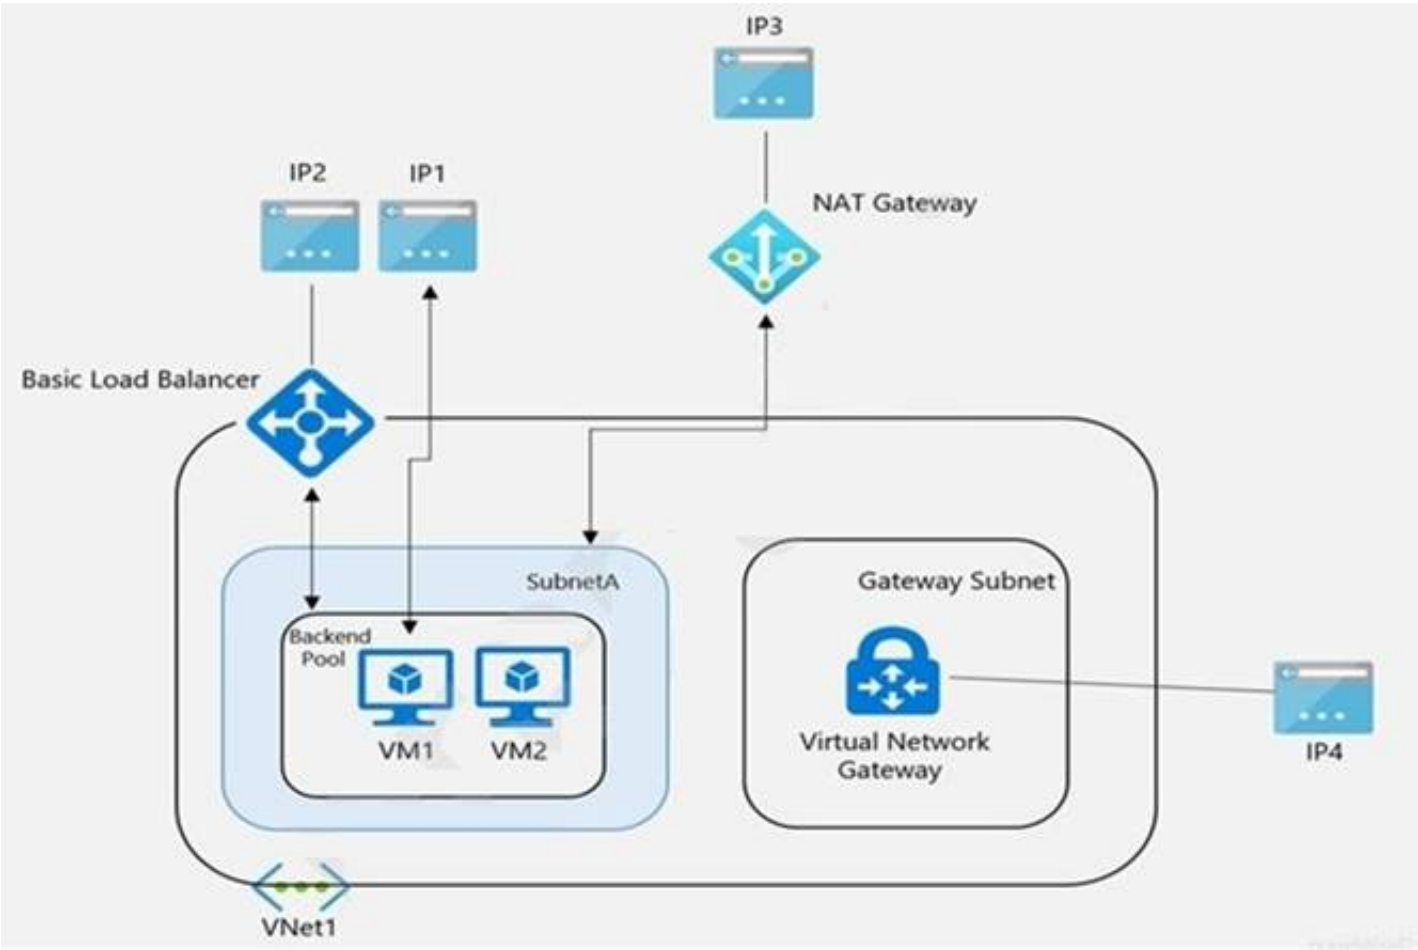 IP3
NAT Gateway
IP2
IP1
Basic Load Balancer
SubnetA
Gateway Subnet
Backend
Pool
VM1
VM2
Virtual Network
Gateway
IP4
VNet1